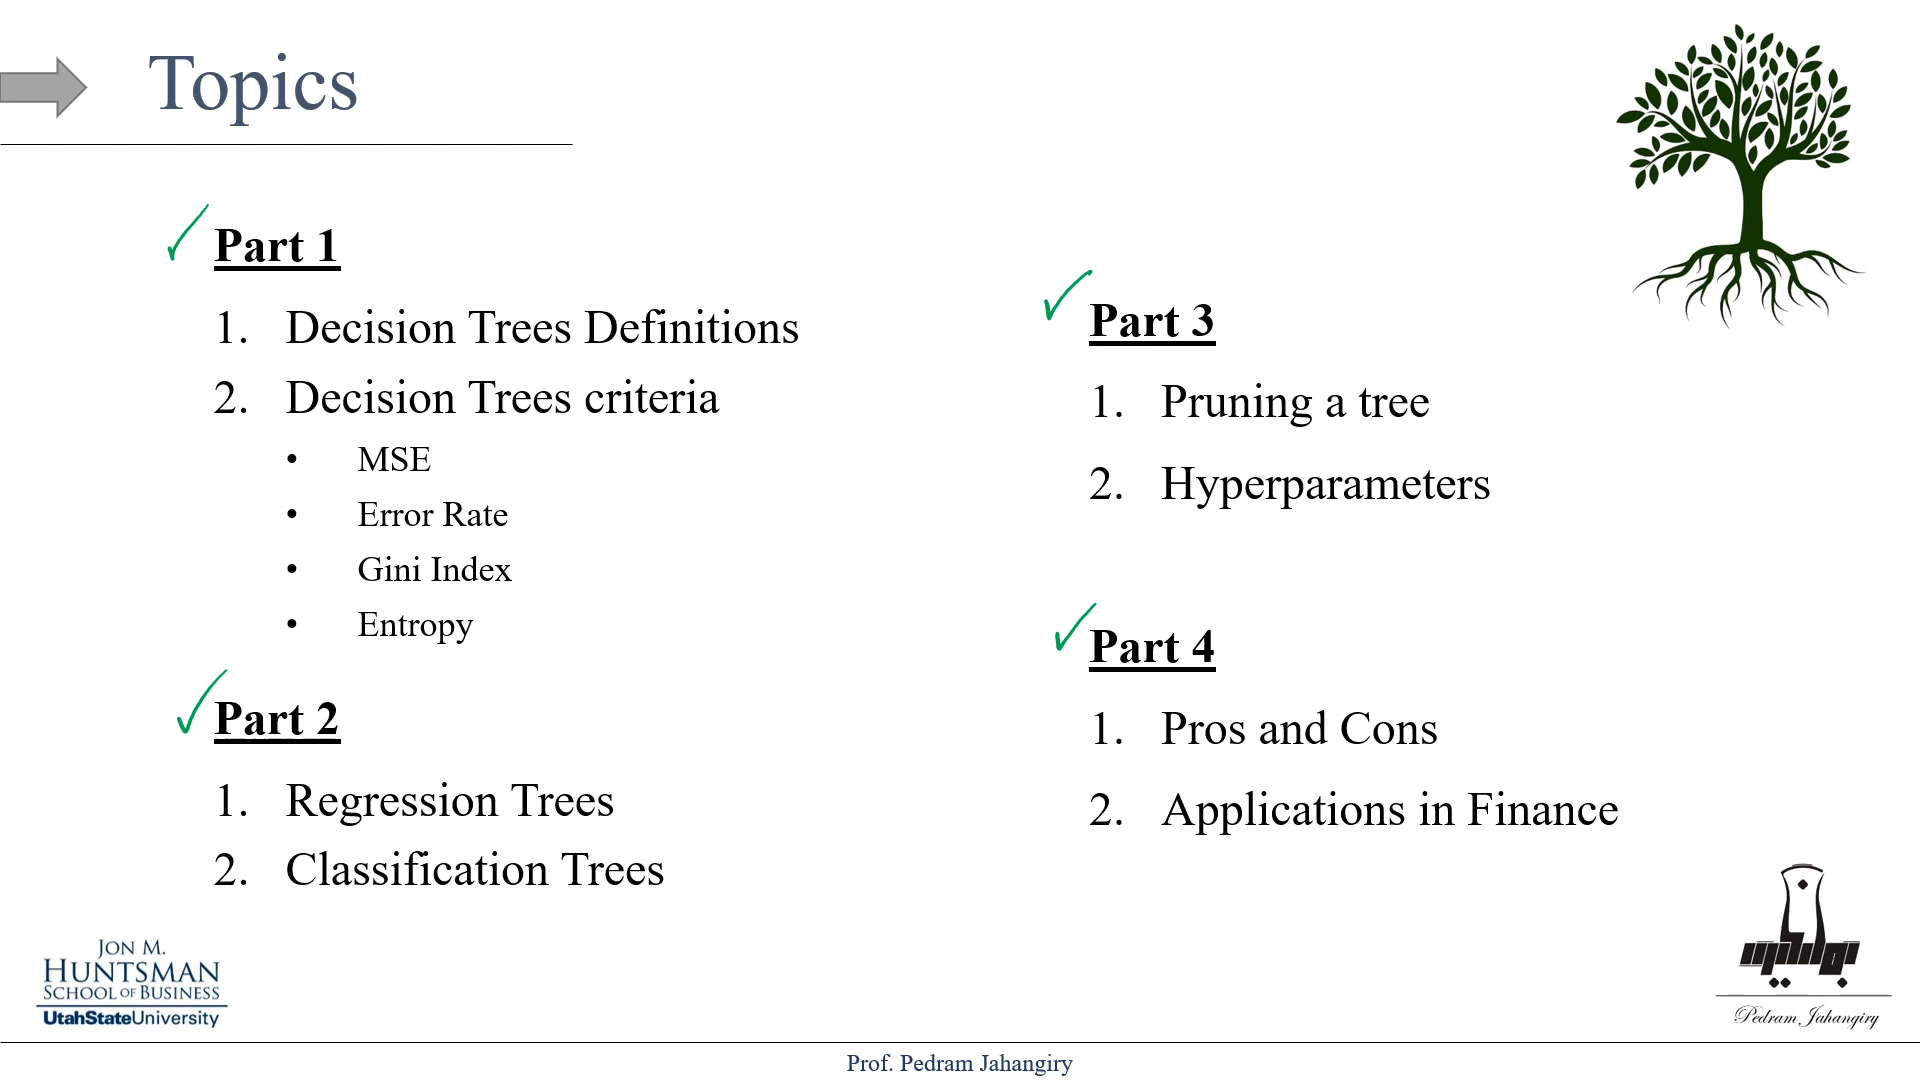 Topics
Part 1
1. Decision Trees Definitions
2. Decision Trees criteria
• MSE
• Error Rate
• Gini Index
• Entropy
Part 2
1. Regression Trees
2. Classification Trees
Part 3
1. Pruning a tree
2. Hyperparameters
Part 4
1. Pros and Cons
2. Applications in Finance
JON M.
HUNTSMAN
SCHOOL OF BUSINESS
UtahStateUniversity
Pedram Jahangiry
Prof. Pedram Jahangiry